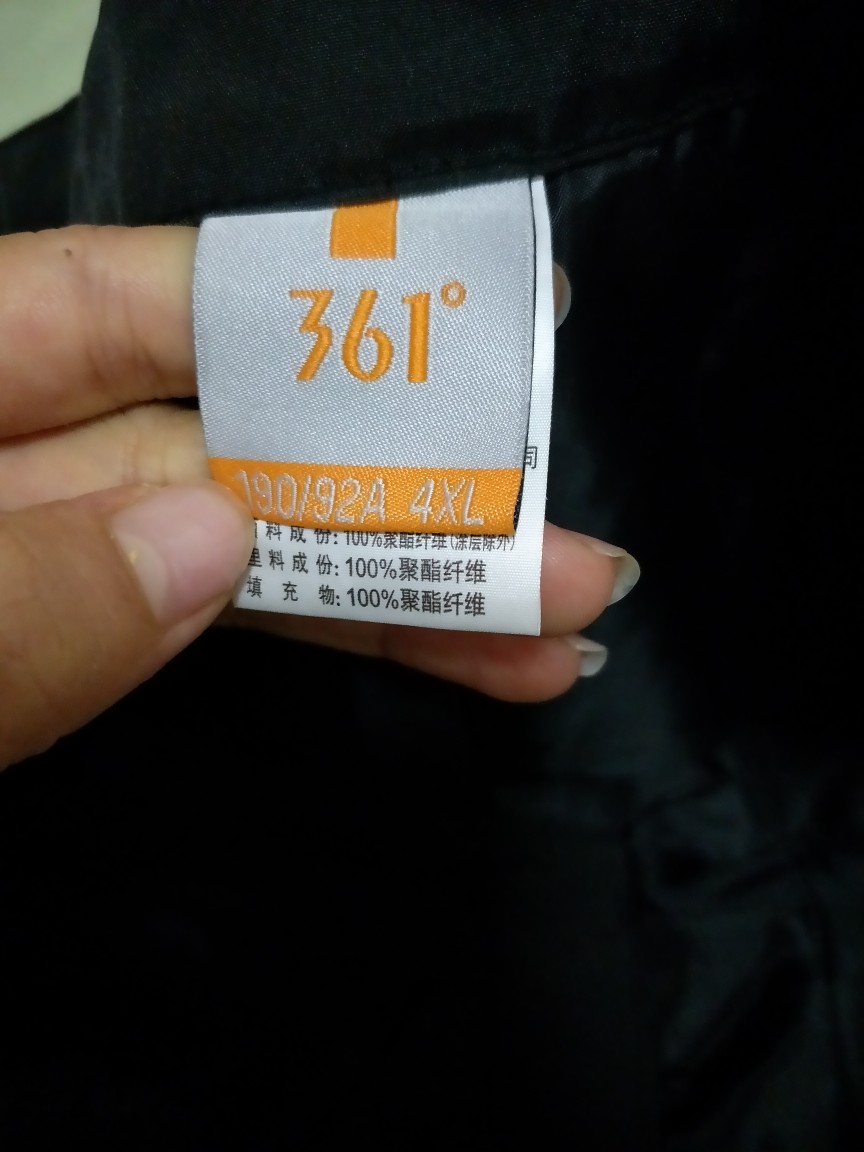 361°
190/92A 4XL
司
料成份:100%聚酯纤维(涂层除外)
里料成份:100%聚酯纤维
填充物:100%聚酯纤维